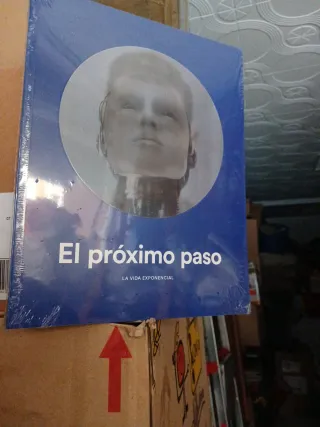 El próximo paso
LA VIDA EXPONENCIAL